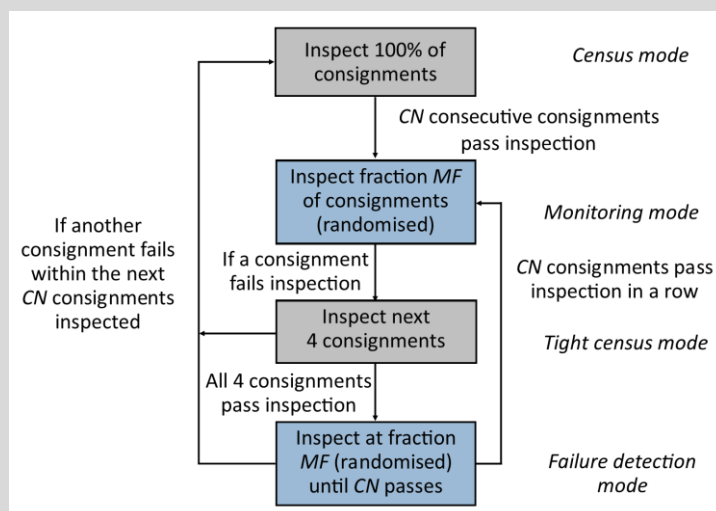 Inspect 100% of
consignments
Census mode
CN consecutive consignments
pass inspection
Inspect fraction MF
of consignments
(randomised)
Monitoring mode
If another
consignment fails
within the next
CN consignments
inspected
If a consignment
fails inspection
CN consignments pass
inspection in a row
Inspect next
4 consignments
Tight census mode
All 4 consignments
pass inspection
Inspect at fraction
MF (randomised)
until CN passes
Failure detection
mode